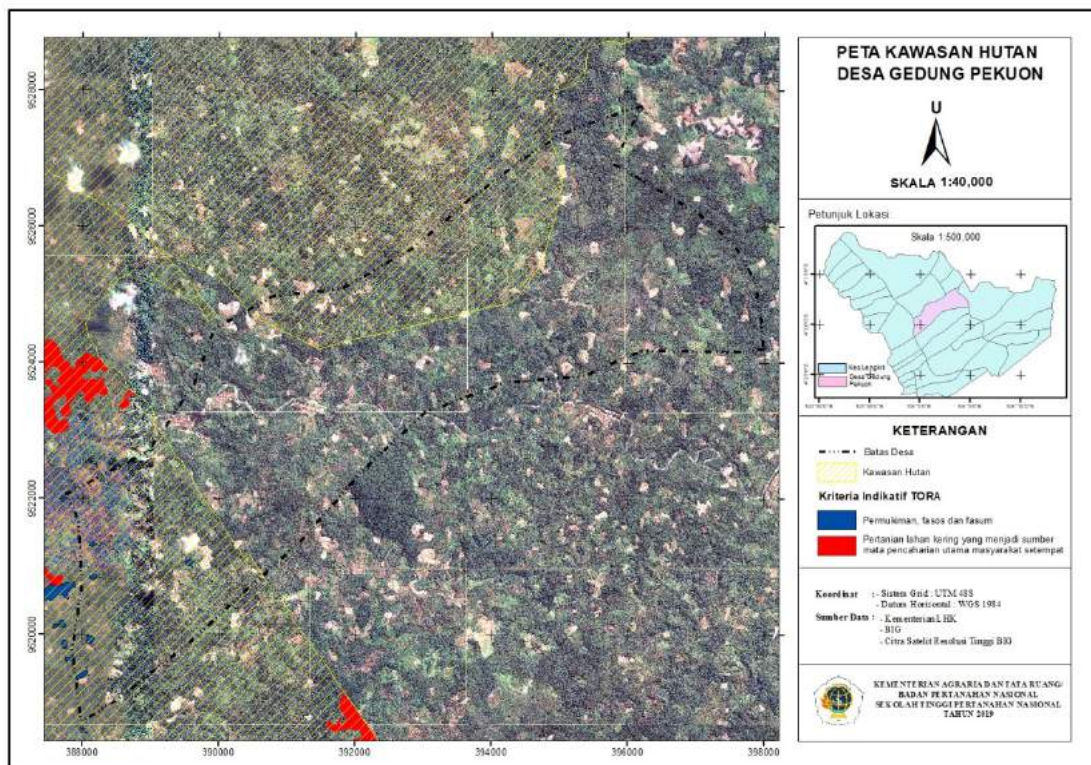 PETA KAWASAN HUTAN
DESA GEDUNG PEKUON
U
SKALA 1:40,000
Petunjuk Lokasi:
Skala 1:500,000
Desa Gedung
Pekuon
KETERANGAN
Batas Desa
Kawasan Hutan
Kriteria Indikatif TORA
Permukiman, fasos dan fasum
Pertanian lahan kering yang menjadi sumber
mata pencaharian utama masyarakat setempat
Koordinat : - Sistem Grid : UTM 48S
- Datum Horizontal : WGS 1984
Sumber Data : - Kementerian LHK
- BIG
- Citra Satelit Resolusi Tinggi BIG
KEMENTERIAN AGRARIA DAN TATA RUANG/
BADAN PERTANAHAN NASIONAL
SEKOLAH TINGGI PERTANAHAN NASIONAL
TAHUN 2019
9528000
9526000
9524000
9522000
9520000
388000 390000 392000 394000 396000 398000